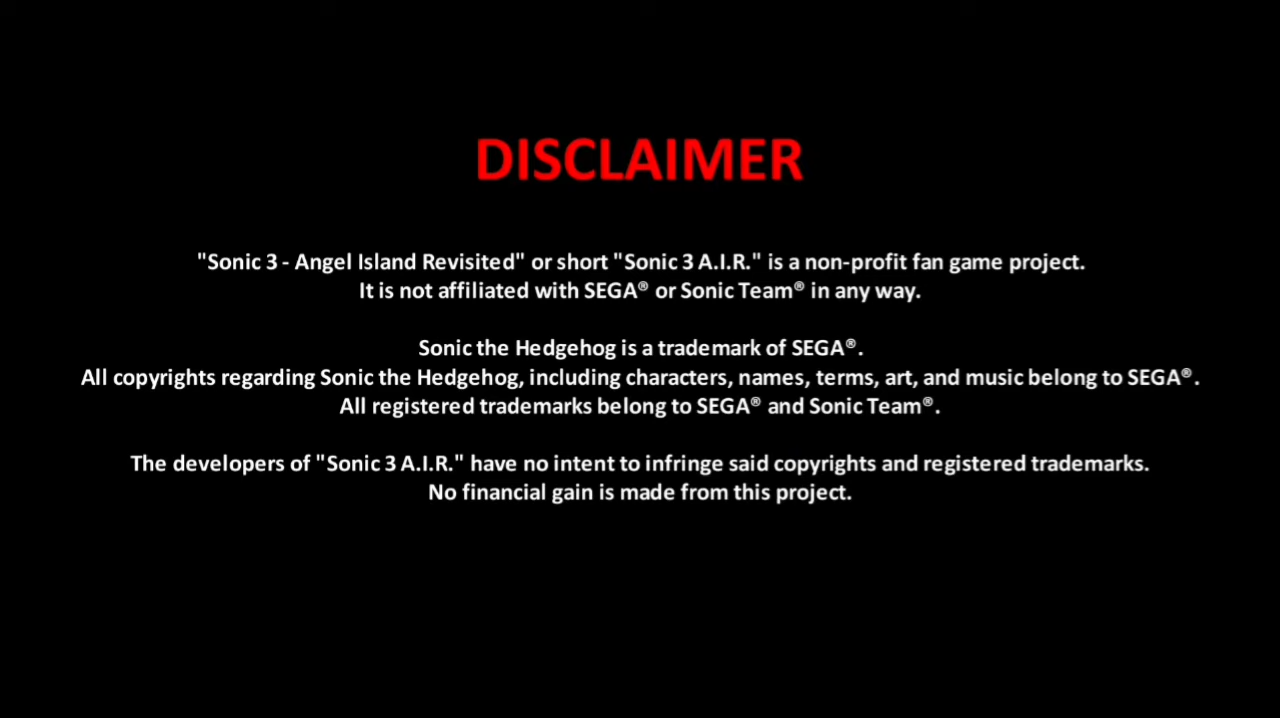 DISCLAIMER
"Sonic 3 - Angel Island Revisited" or short "Sonic 3 A.I.R." is a non-profit fan game project.
It is not affiliated with SEGA® or Sonic Team® in any way.
Sonic the Hedgehog is a trademark of SEGA®.
All copyrights regarding Sonic the Hedgehog, including characters, names, terms, art, and music belong to SEGA®.
All registered trademarks belong to SEGA® and Sonic Team®.
The developers of "Sonic 3 A.I.R." have no intent to infringe said copyrights and registered trademarks.
No financial gain is made from this project.